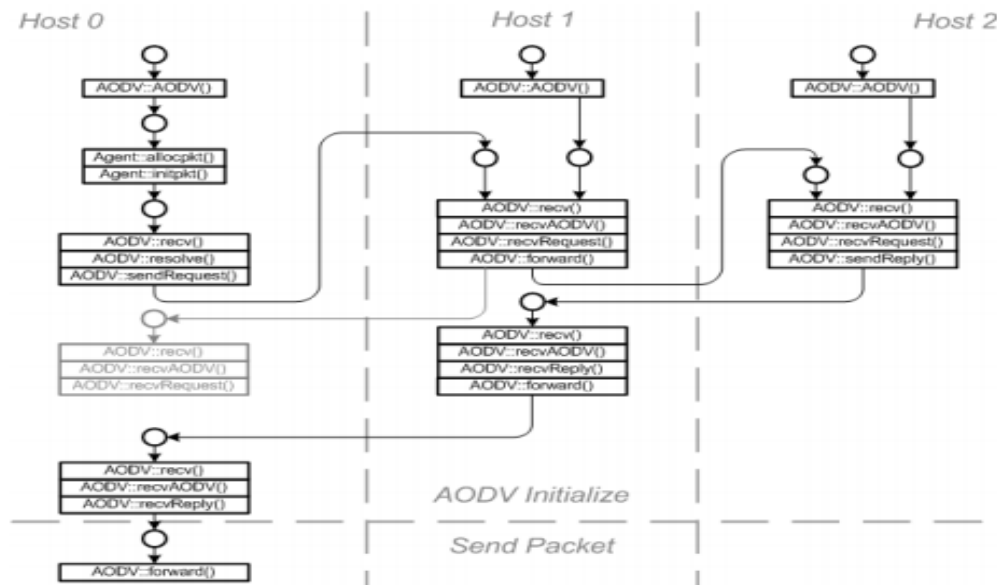 Host 0
Host 1
Host 2
AODV::AODV()
AODV::AODV()
AODV::AODV()
Agent::allocpkt()
Agent::initpkt()
AODV::recv()
AODV::resolve()
AODV::sendRequest()
AODV::recv()
AODV::recvAODV()
AODV::recvRequest()
AODV::forward()
AODV::recv()
AODV::recvAODV()
AODV::recvRequest()
AODV::sendReply()
AODV::recv()
AODV::recvAODV()
AODV::recvRequest()
AODV::recv()
AODV::recvAODV()
AODV::recvReply()
AODV::forward()
AODV::recv()
AODV::recvAODV()
AODV::recvReply()
AODV Initialize
Send Packet
AODV::forward()